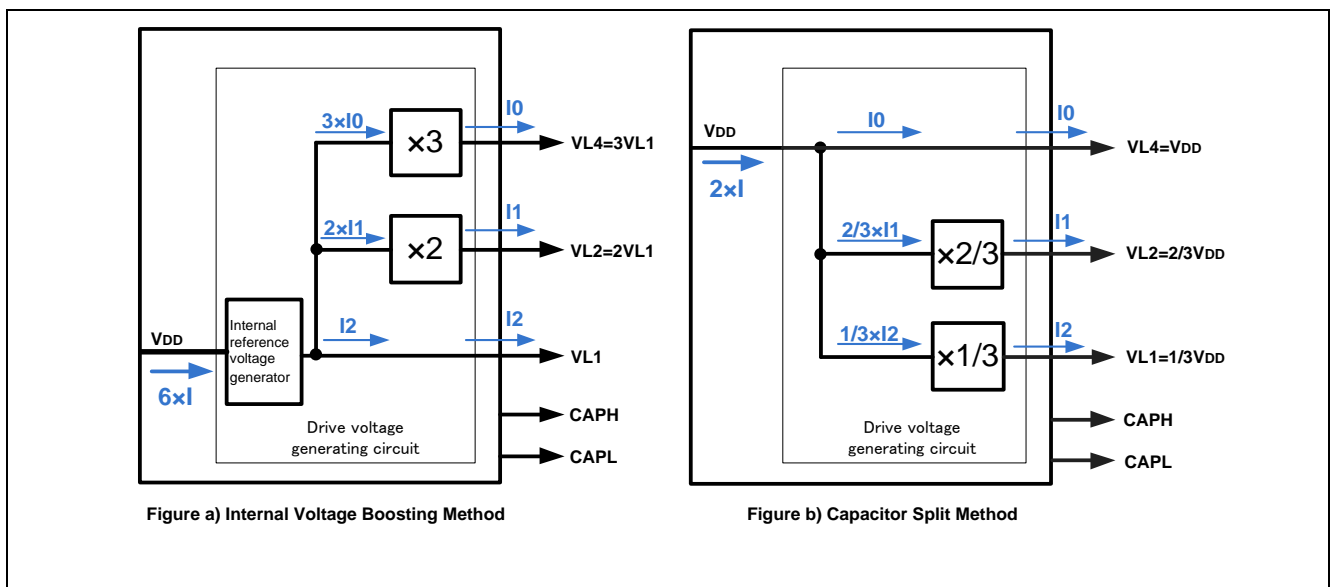 3×I0
I0
×3
VL4=3VL1
2×I1
I1
×2
VL2=2VL1
VDD
6×I
Internal
reference
voltage
generator
I2
I2
VL1
Drive voltage
generating circuit
CAPH
CAPL
Figure a) Internal Voltage Boosting Method
VDD
2×I
I0
I0
VL4=VDD
2/3×I1
I1
×2/3
VL2=2/3VDD
1/3×I2
I2
×1/3
VL1=1/3VDD
Drive voltage
generating circuit
CAPH
CAPL
Figure b) Capacitor Split Method